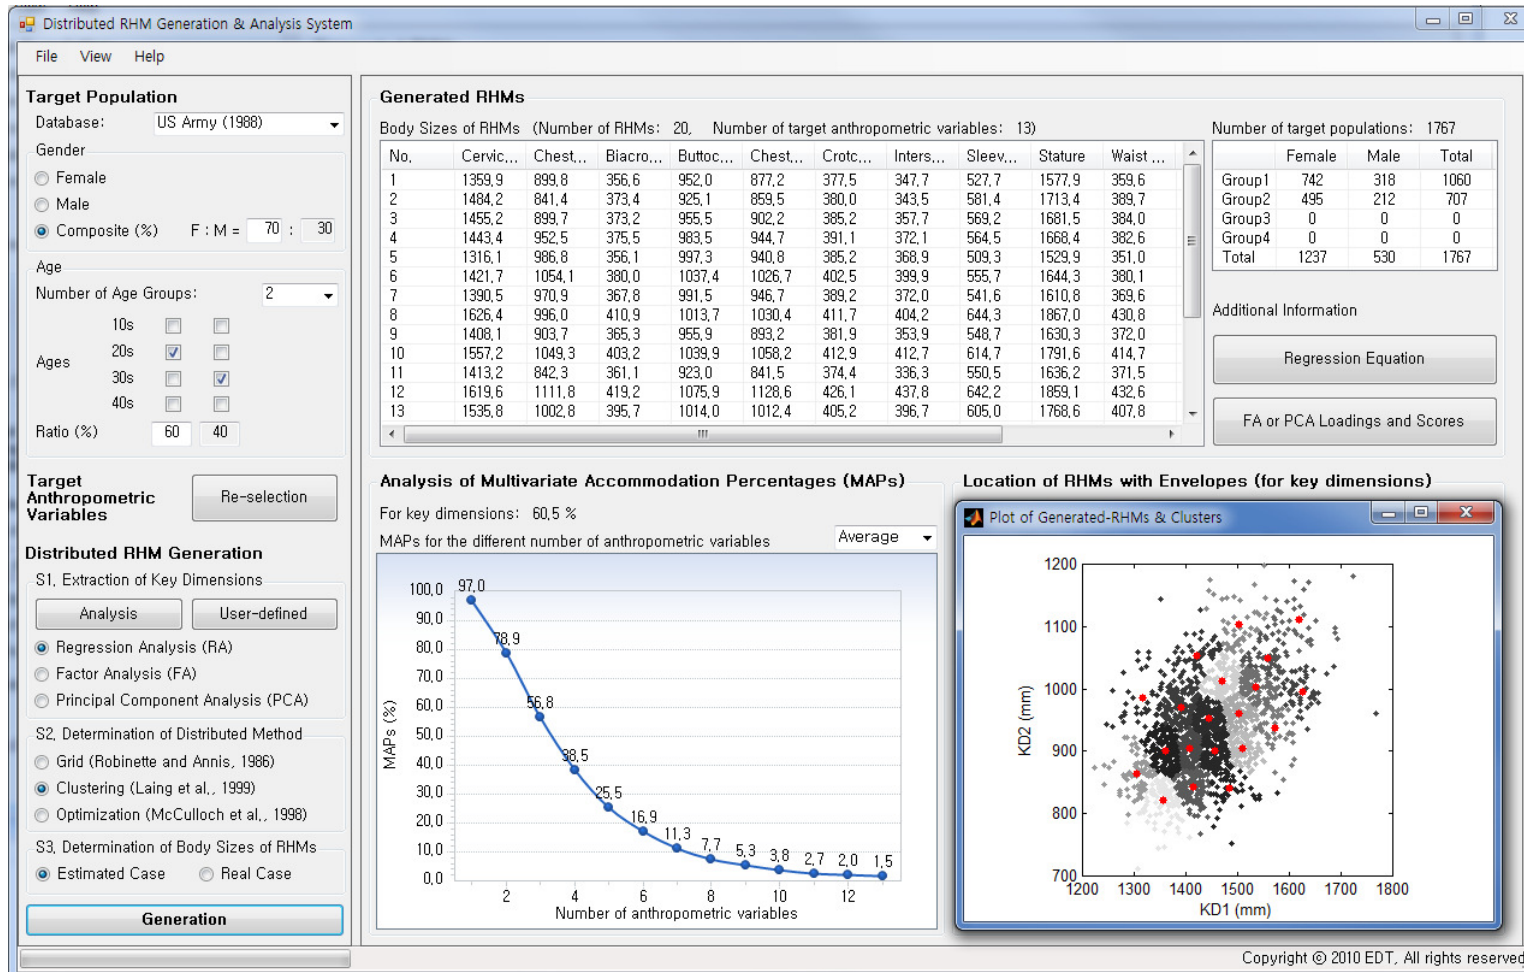 Distributed RHM Generation & Analysis System
File View Help
Target Population
Database: US Army (1988)
Gender
Female
Male
Composite (%) F : M = 70 : 30
Age
Number of Age Groups: 2
10s
20s
Ages
30s
40s
Ratio (%) 60 40
Target
Anthropometric
Variables
Re-selection
Distributed RHM Generation
S1. Extraction of Key Dimensions
Analysis User-defined
Regression Analysis (RA)
Factor Analysis (FA)
Principal Component Analysis (PCA)
S2. Determination of Distributed Method
Grid (Robinette and Annis, 1986)
Clustering (Laing et al., 1999)
Optimization (McCulloch et al., 1998)
S3. Determination of Body Sizes of RHMs
Estimated Case Real Case
Generation
Generated RHMs
Body Sizes of RHMs (Number of RHMs: 20, Number of target anthropometric variables: 13)
No. Cervic... Chest... Biacro... Buttoc... Chest... Crotc... Inters... Sleev... Stature Waist ...
1 1359,9 899,8 356,6 952,0 877,2 377,5 347,7 527,7 1577,9 359,6
2 1484,2 841,4 373,4 925,1 859,5 380,0 343,5 581,4 1713,4 389,7
3 1455,2 899,7 373,2 955,5 902,2 385,2 357,7 569,2 1681,5 384,0
4 1443,4 952,5 375,5 983,5 944,7 391,1 372,1 564,5 1668,4 382,6
5 1316,1 986,8 356,1 997,3 940,8 385,2 368,9 509,3 1529,9 351,0
6 1421,7 1054,1 380,0 1037,4 1026,7 402,5 399,9 555,7 1644,3 380,1
7 1390,5 970,9 367,8 991,5 946,7 389,2 372,0 541,6 1610,8 369,6
8 1626,4 996,0 410,9 1013,7 1030,4 411,7 404,2 644,3 1867,0 430,8
9 1408,1 903,7 365,3 955,9 893,2 381,9 353,9 548,7 1630,3 372,0
10 1557,2 1049,3 403,2 1039,9 1058,2 412,9 412,7 614,7 1791,6 414,7
11 1413,2 842,3 361,1 923,0 841,5 374,4 336,3 550,5 1636,2 371,5
12 1619,6 1111,8 419,2 1075,9 1128,6 426,1 437,8 642,2 1859,1 432,6
13 1535,8 1002,8 395,7 1014,0 1012,4 405,2 396,7 605,0 1768,6 407,8
Number of target populations: 1767
Female Male Total
Group1 742 318 1060
Group2 495 212 707
Group3 0 0 0
Group4 0 0 0
Total 1237 530 1767
Additional Information
Regression Equation
FA or PCA Loadings and Scores
Analysis of Multivariate Accommodation Percentages (MAPs)
For key dimensions: 60,5 %
MAPs for the different number of anthropometric variables Average
MAPs (%)
100,0
90,0
80,0
70,0
60,0
50,0
40,0
30,0
20,0
10,0
0,0
97,0
78,9
56,8
38,5
25,5
16,9
11,3
7,7
5,3
3,8
2,7
2,0
1,5
2 4 6 8 10 12
Number of anthropometric variables
Location of RHMs with Envelopes (for key dimensions)
Plot of Generated-RHMs & Clusters
KD2 (mm)
1200
1100
1000
900
800
700
1200 1300 1400 1500 1600 1700 1800
KD1 (mm)
Copyright © 2010 EDT, All rights reserved